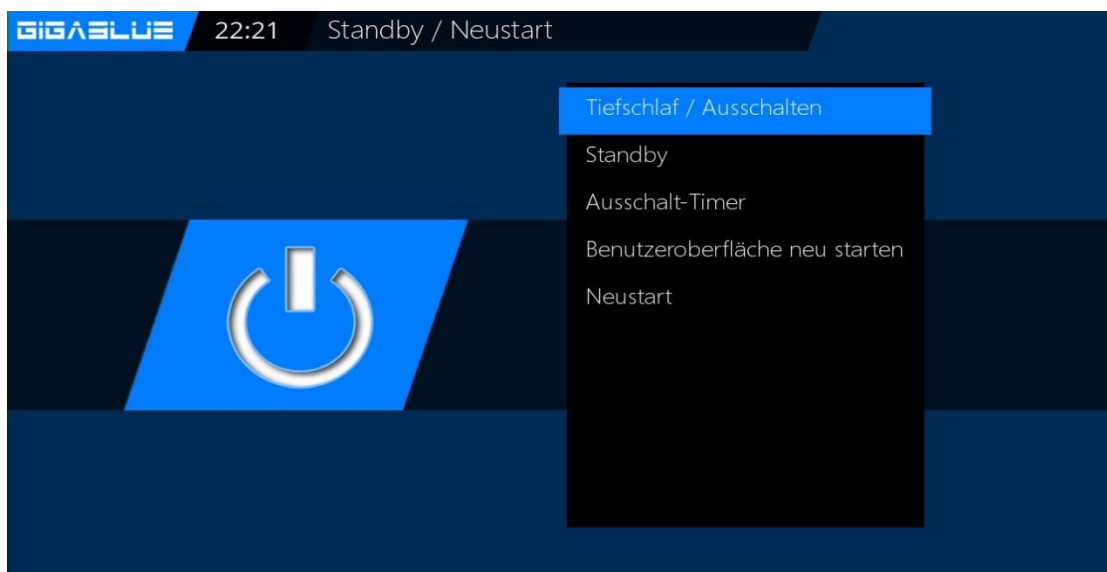 GIGABLUE 22:21 Standby / Neustart
Tiefschlaf / Ausschalten
Standby
Ausschalt-Timer
Benutzeroberfläche neu starten
Neustart